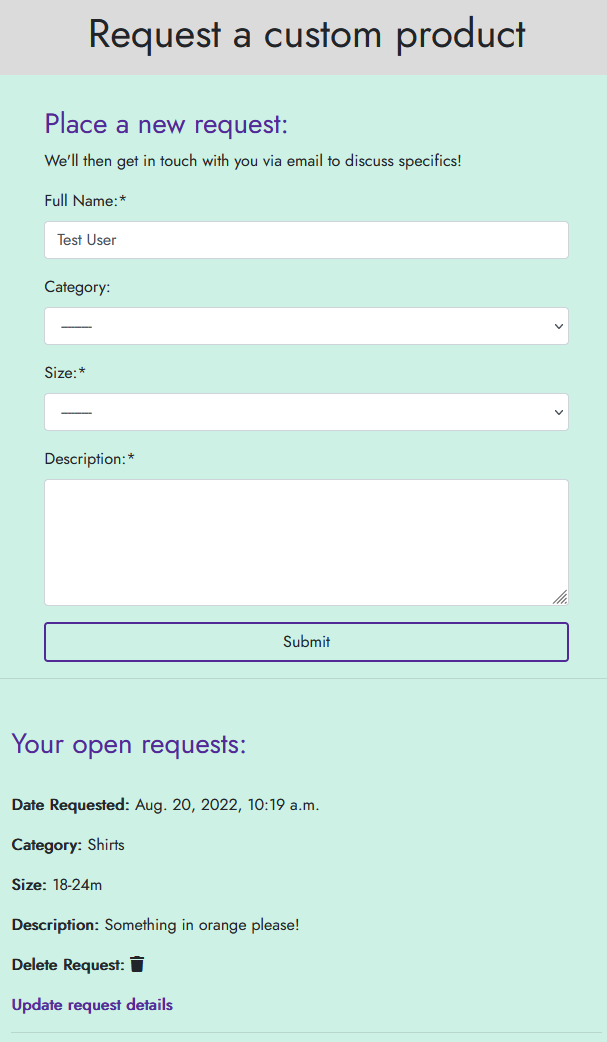 Request a custom product
Place a new request:
We'll then get in touch with you via email to discuss specifics!
Full Name:*
Test User
Category:
---------
Size:*
---------
Description:*
Submit
Your open requests:
Date Requested: Aug. 20, 2022, 10:19 a.m.
Category: Shirts
Size: 18-24m
Description: Something in orange please!
Delete Request:
Update request details